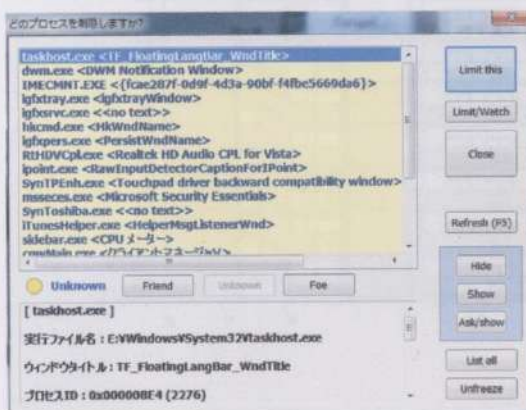 どのプロセスを制限しますか?
taskhost.exe <TF_FloatingLangBar_WndTitle>
dwm.exe <DWM Notification Window>
IMECMNT.EXE <{fcae287f-0d9f-4d3a-90bf-f4fbc5669da6}>
igfxtray.exe <igfxtrayWindow>
igfxsrvc.exe <<no text>>
hkcmd.exe <HkWndName>
igfxpers.exe <PersistWndName>
RtHDVCpl.exe <Realtek HD Audio CPL for Vista>
ipoint.exe <RawInputDetectorCaptionForIPoint>
SynTPEnh.exe <Touchpad driver backward compatibility window>
msseces.exe <Microsoft Security Essentials>
SynToshiba.exe <<no text>>
iTunesHelper.exe <HelperMsgListenerWnd>
sidebar.exe <CPU メーター>
Limit this
Limit/Watch
Close
Refresh (F5)
Hide
Show
Ask/show
List all
Unfreeze
Unknown
Friend
Unknown
Foe
[ taskhost.exe ]
実行ファイル名 : E:¥Windows¥System32¥taskhost.exe
ウィンドウタイトル : TF_FloatingLangBar_WndTitle
プロセスID : 0x000008E4 (2276)